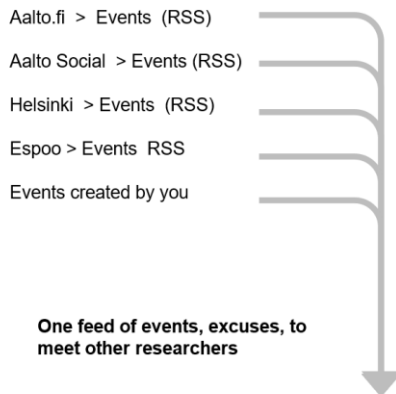 Aalto.fi > Events (RSS)
Aalto Social > Events (RSS)
Helsinki > Events (RSS)
Espoo > Events RSS
Events created by you
One feed of events, excuses, to
meet other researchers